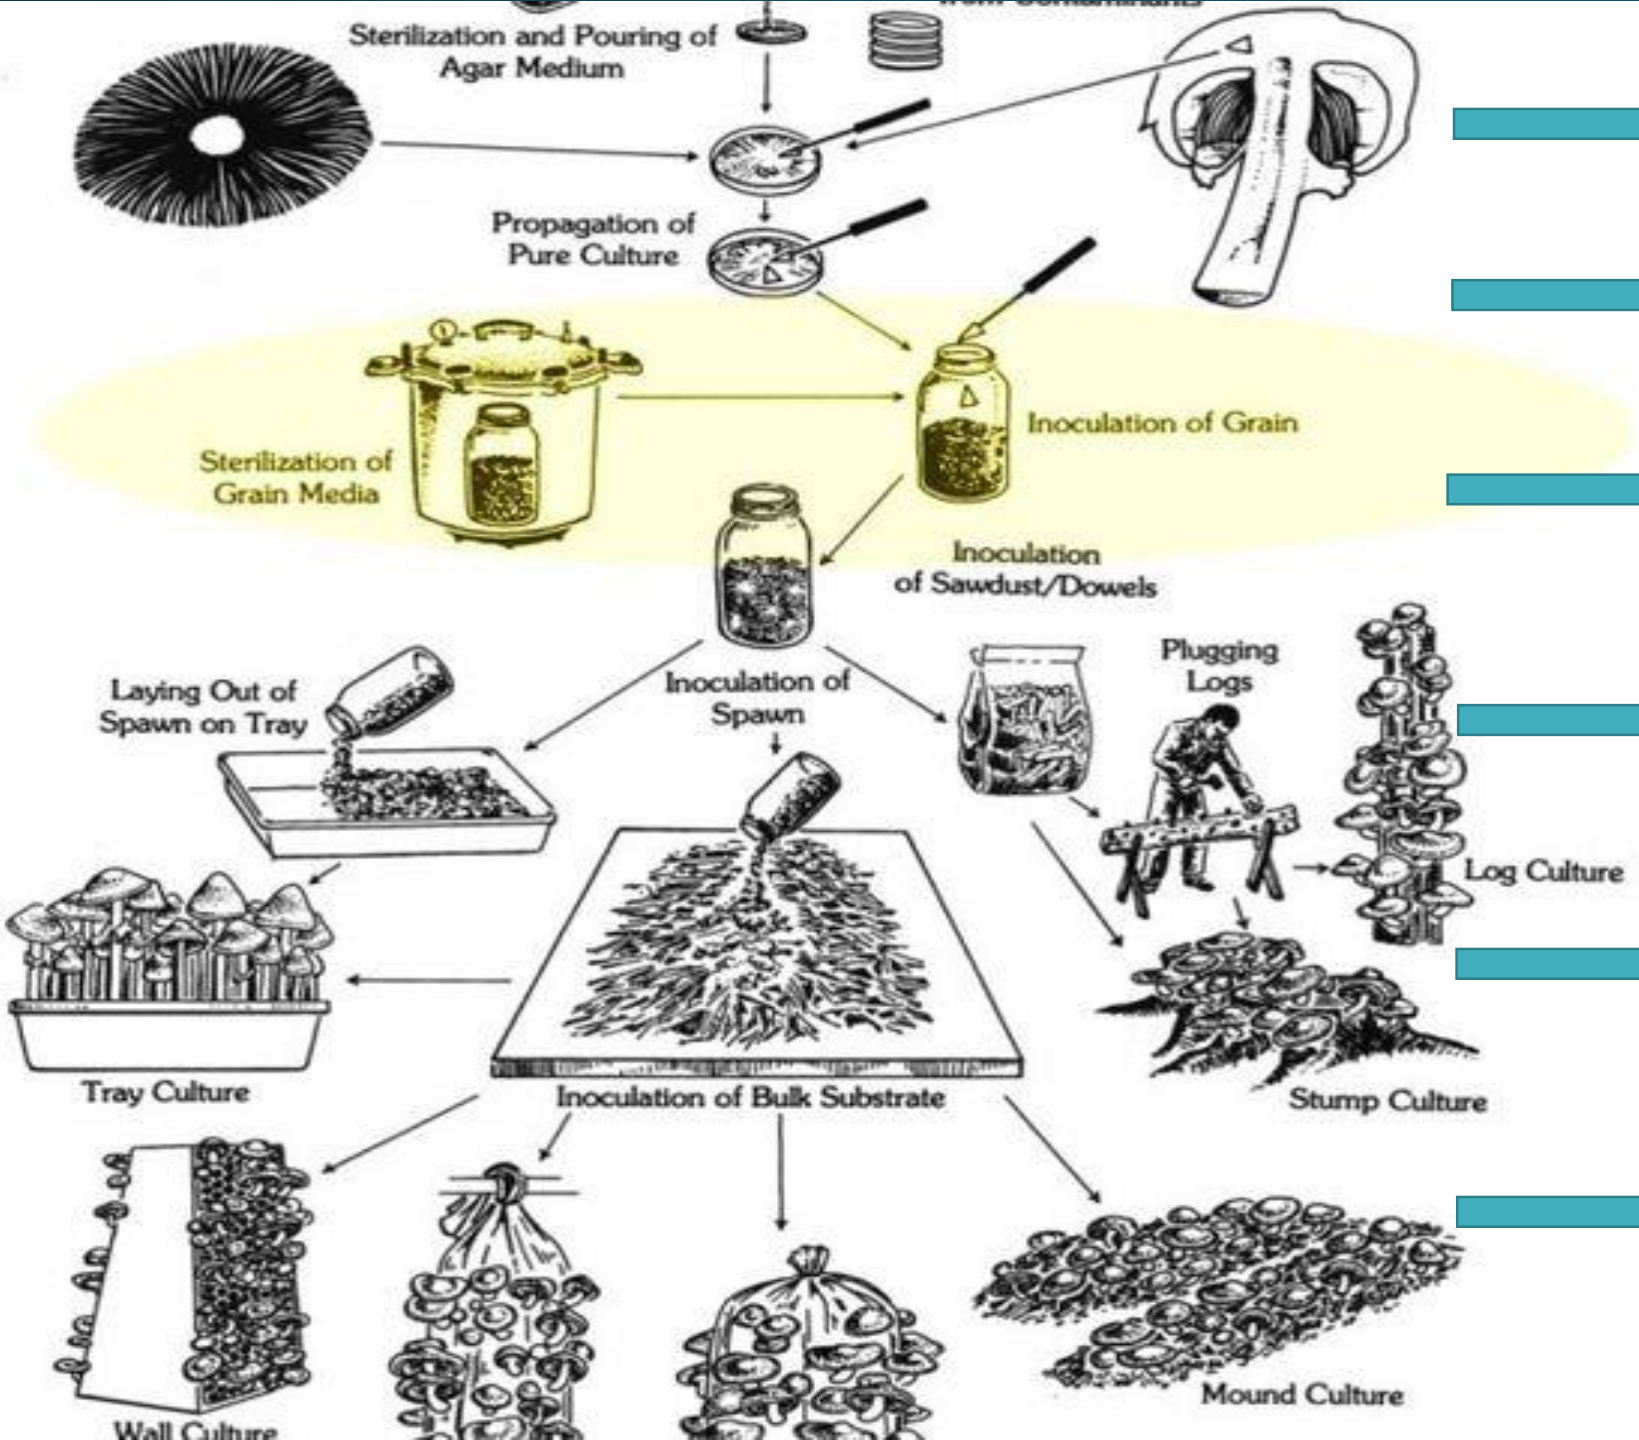 from Contaminants
Sterilization and Pouring of
Agar Medium
Propagation of
Pure Culture
Inoculation of Grain
Sterilization of
Grain Media
Inoculation
of Sawdust/Dowels
Plugging
Logs
Laying Out of
Spawn on Tray
Inoculation of
Spawn
Log Culture
Tray Culture
Inoculation of Bulk Substrate
Stump Culture
Mound Culture
Wall Culture